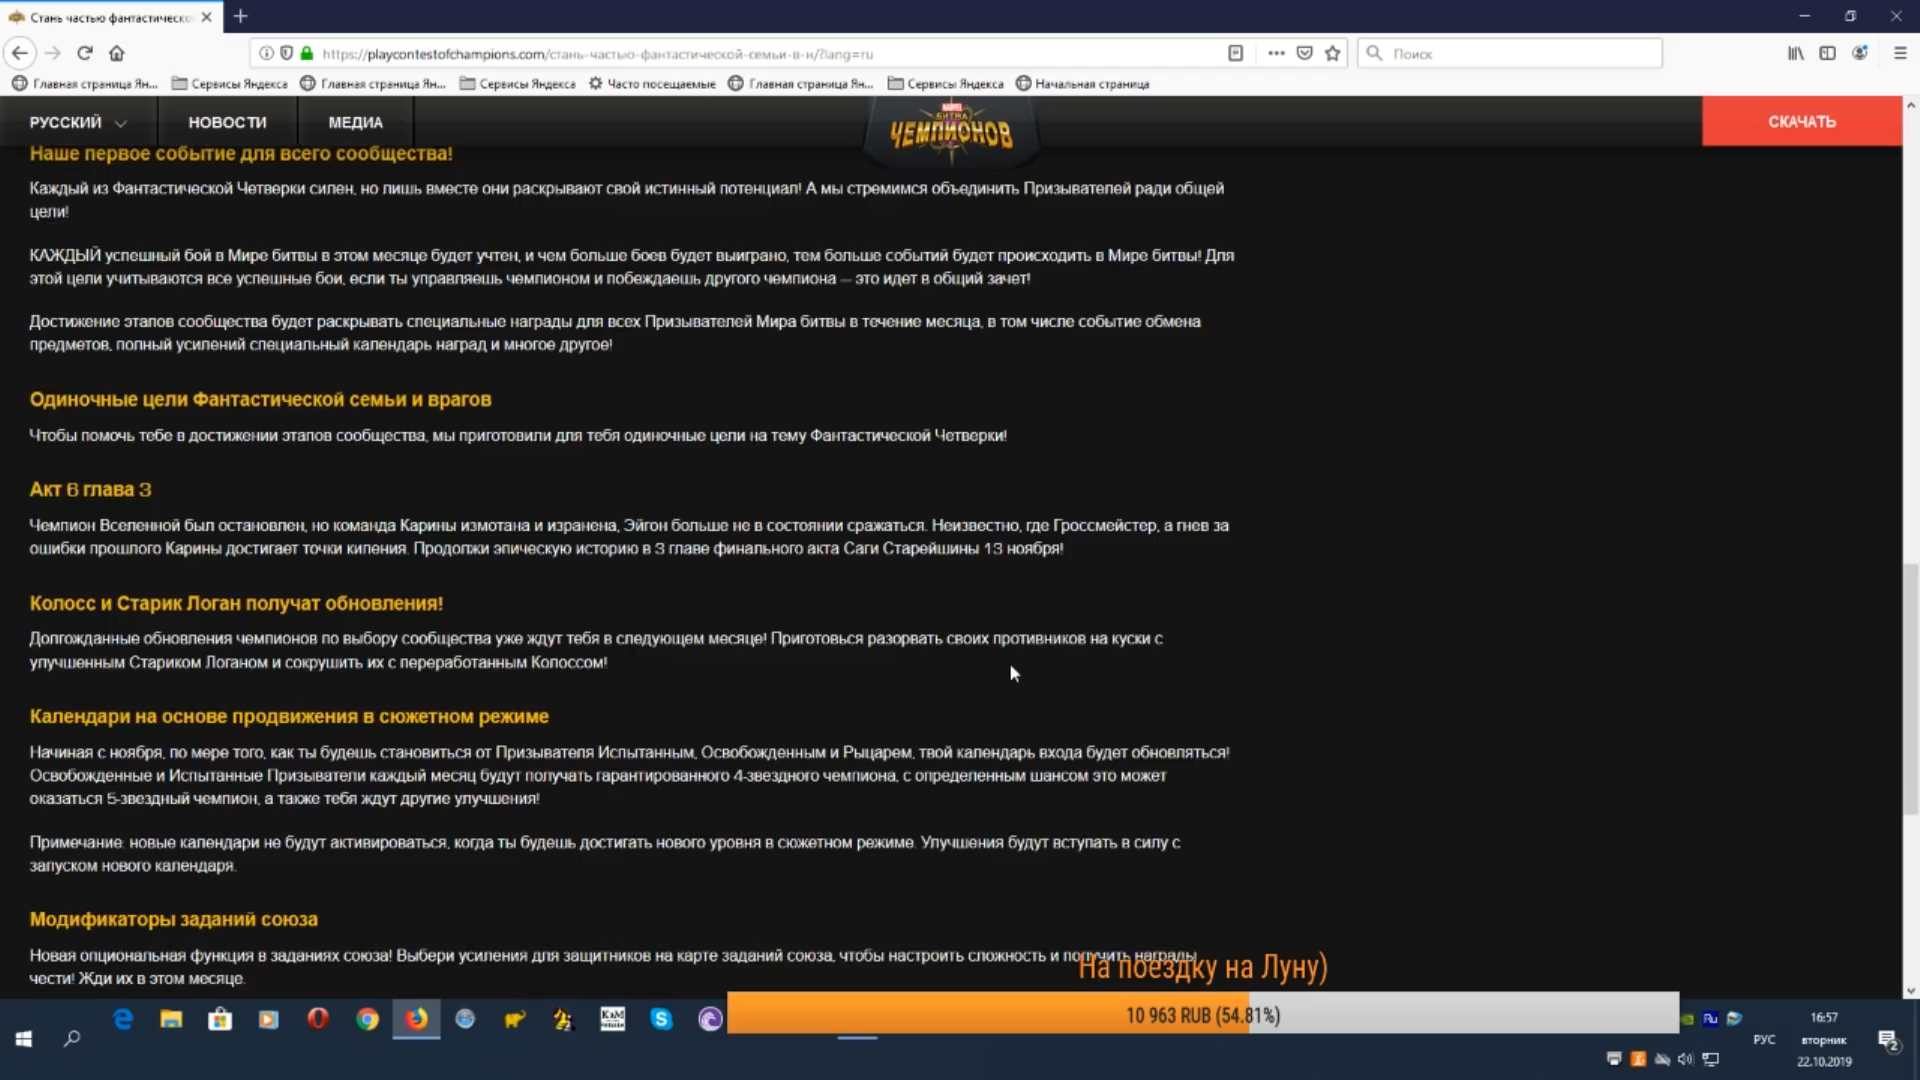 Стань частью фантастическо
https://playcontestofchampions.com/стань-частью-фантастической-семьи-в-н/?lang=ru
Поиск
Главная страница Ян... Сервисы Яндекса Главная страница Ян... Сервисы Яндекса Часто посещаемые Главная страница Ян... Сервисы Яндекса Начальная страница
РУССКИЙ НОВОСТИ МЕДИА
MARVEL
БИТВА
ЧЕМПИОНОВ
СКАЧАТЬ
Наше первое событие для всего сообщества!
Каждый из Фантастической Четверки силен, но лишь вместе они раскрывают свой истинный потенциал! А мы стремимся объединить Призывателей ради общей
цели!
КАЖДЫЙ успешный бой в Мире битвы в этом месяце будет учтен, и чем больше боев будет выиграно, тем больше событий будет происходить в Мире битвы! Для
этой цели учитываются все успешные бои, если ты управляешь чемпионом и побеждаешь другого чемпиона — это идет в общий зачет!
Достижение этапов сообщества будет раскрывать специальные награды для всех Призывателей Мира битвы в течение месяца, в том числе событие обмена
предметов, полный усилений специальный календарь наград и многое другое!
Одиночные цели Фантастической семьи и врагов
Чтобы помочь тебе в достижении этапов сообщества, мы приготовили для тебя одиночные цели на тему Фантастической Четверки!
Акт 6 глава 3
Чемпион Вселенной был остановлен, но команда Карины измотана и изранена, Эйгон больше не в состоянии сражаться. Неизвестно, где Гроссмейстер, а гнев за
ошибки прошлого Карины достигает точки кипения. Продолжи эпическую историю в 3 главе финального акта Саги Старейшины 13 ноября!
Колосс и Старик Логан получат обновления!
Долгожданные обновления чемпионов по выбору сообщества уже ждут тебя в следующем месяце! Приготовься разорвать своих противников на куски с
улучшенным Стариком Логаном и сокрушить их с переработанным Колоссом!
Календари на основе продвижения в сюжетном режиме
Начиная с ноября, по мере того, как ты будешь становиться от Призывателя Испытанным, Освобожденным и Рыцарем, твой календарь входа будет обновляться!
Освобожденные и Испытанные Призыватели каждый месяц будут получать гарантированного 4-звездного чемпиона, с определенным шансом это может
оказаться 5-звездный чемпион, а также тебя ждут другие улучшения!
Примечание: новые календари не будут активироваться, когда ты будешь достигать нового уровня в сюжетном режиме. Улучшения будут вступать в силу с
запуском нового календаря.
Модификаторы заданий союза
Новая опциональная функция в заданиях союза! Выбери усиления для защитников на карте заданий союза, чтобы настроить сложность и получить награды
чести! Жди их в этом месяце.
На поездку на Луну)
10 963 RUB (54.81%)
Ru
16:57
РУС
вторник
22.10.2019
2